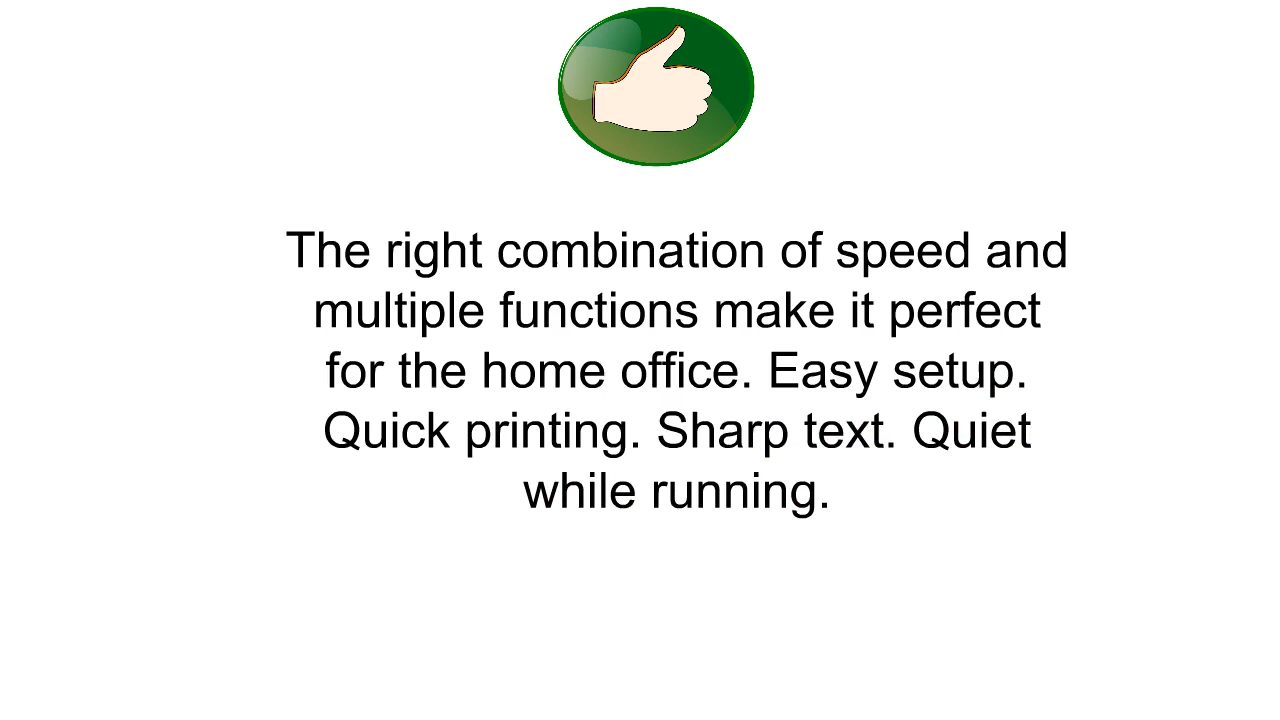 The right combination of speed and
multiple functions make it perfect
for the home office. Easy setup.
Quick printing. Sharp text. Quiet
while running.